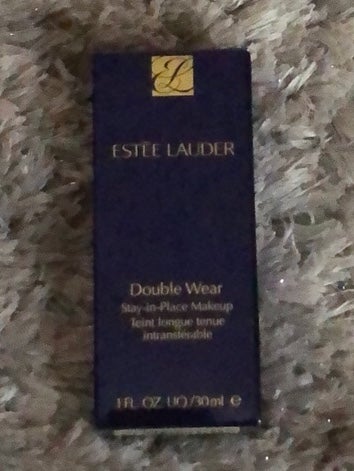 EL
ESTĒE LAUDER
Double Wear
Stay-in-Place Makeup
Teint longue tenue
intransférable
1 FL. OZ. LIQ./30 ml ℮